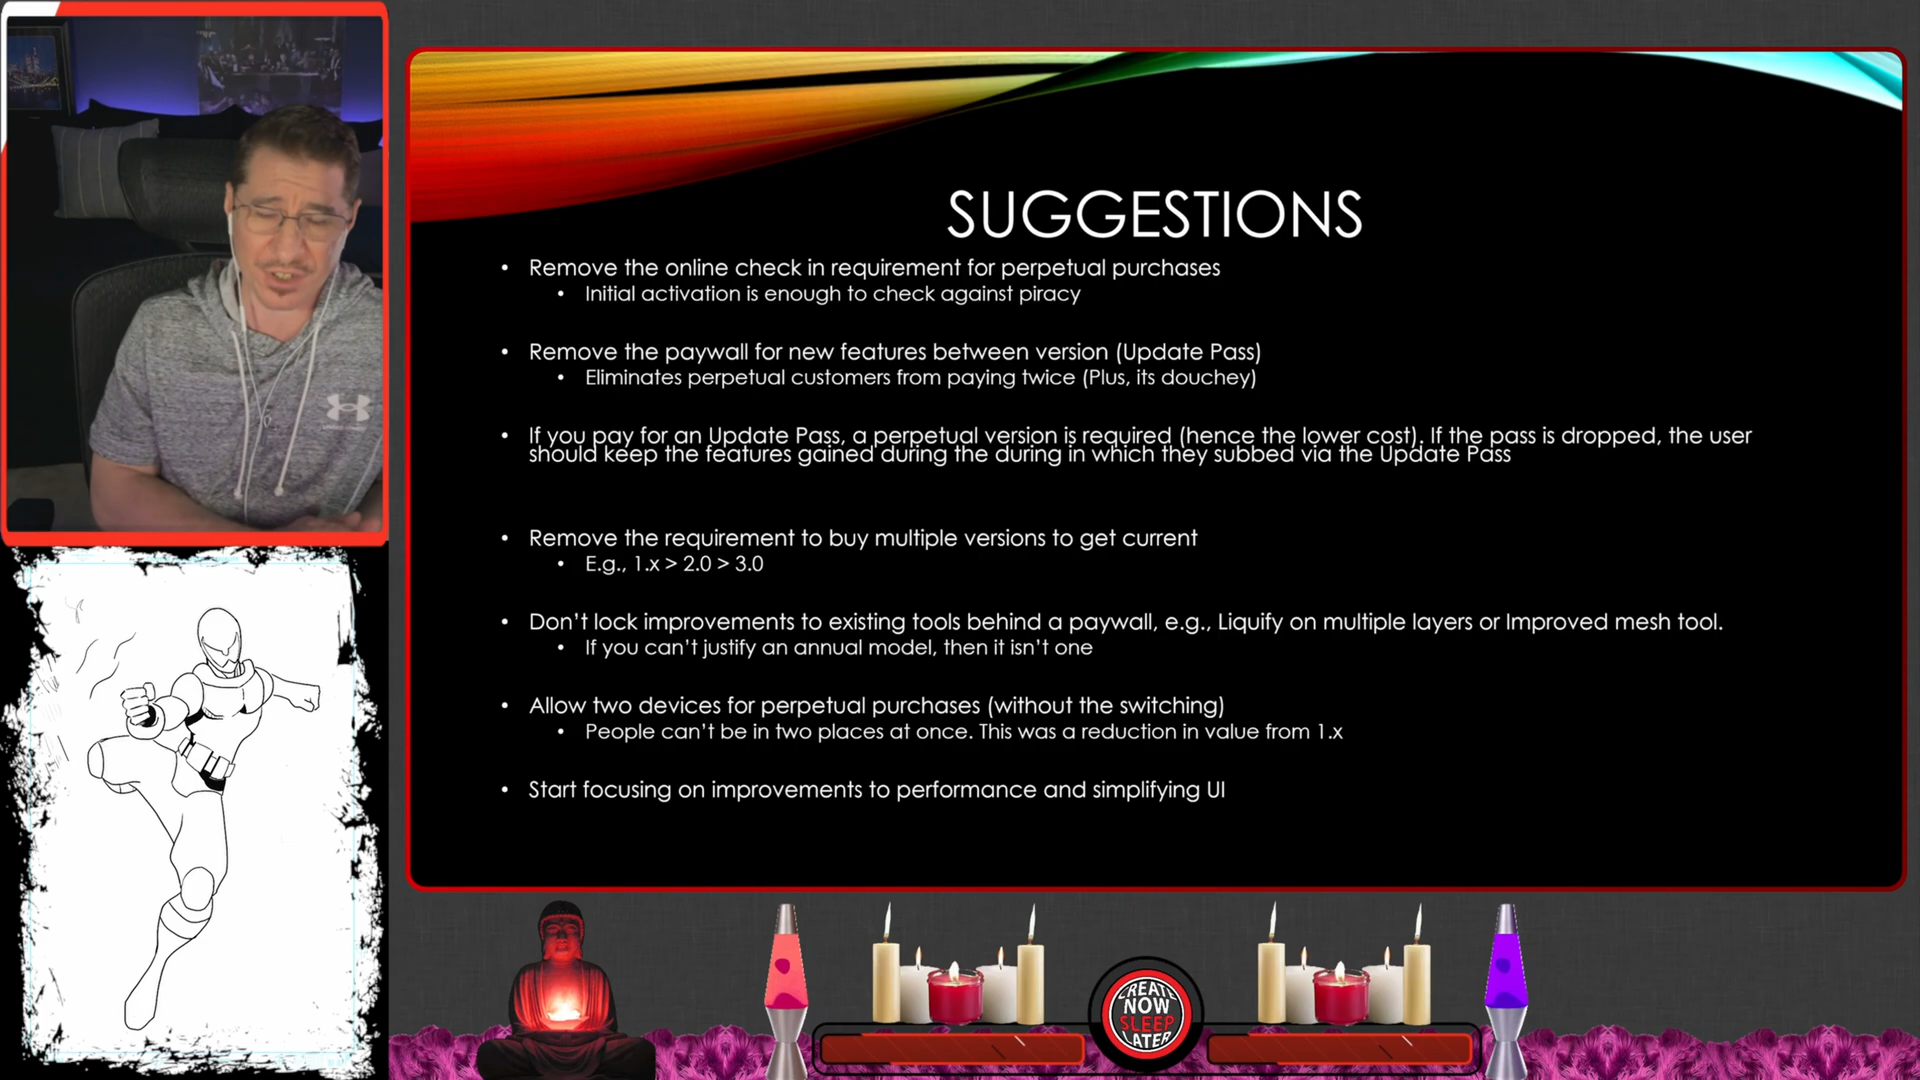 SUGGESTIONS
• Remove the online check in requirement for perpetual purchases
• Initial activation is enough to check against piracy
• Remove the paywall for new features between version (Update Pass)
• Eliminates perpetual customers from paying twice (Plus, its douchey)
• If you pay for an Update Pass, a perpetual version is required (hence the lower cost). If the pass is dropped, the user
should keep the features gained during the during in which they subbed via the Update Pass
• Remove the requirement to buy multiple versions to get current
• E.g., 1.x > 2.0 > 3.0
• Don't lock improvements to existing tools behind a paywall, e.g., Liquify on multiple layers or Improved mesh tool.
• If you can't justify an annual model, then it isn't one
• Allow two devices for perpetual purchases (without the switching)
• People can't be in two places at once. This was a reduction in value from 1.x
• Start focusing on improvements to performance and simplifying UI
CREATE
NOW
SLEEP
LATER